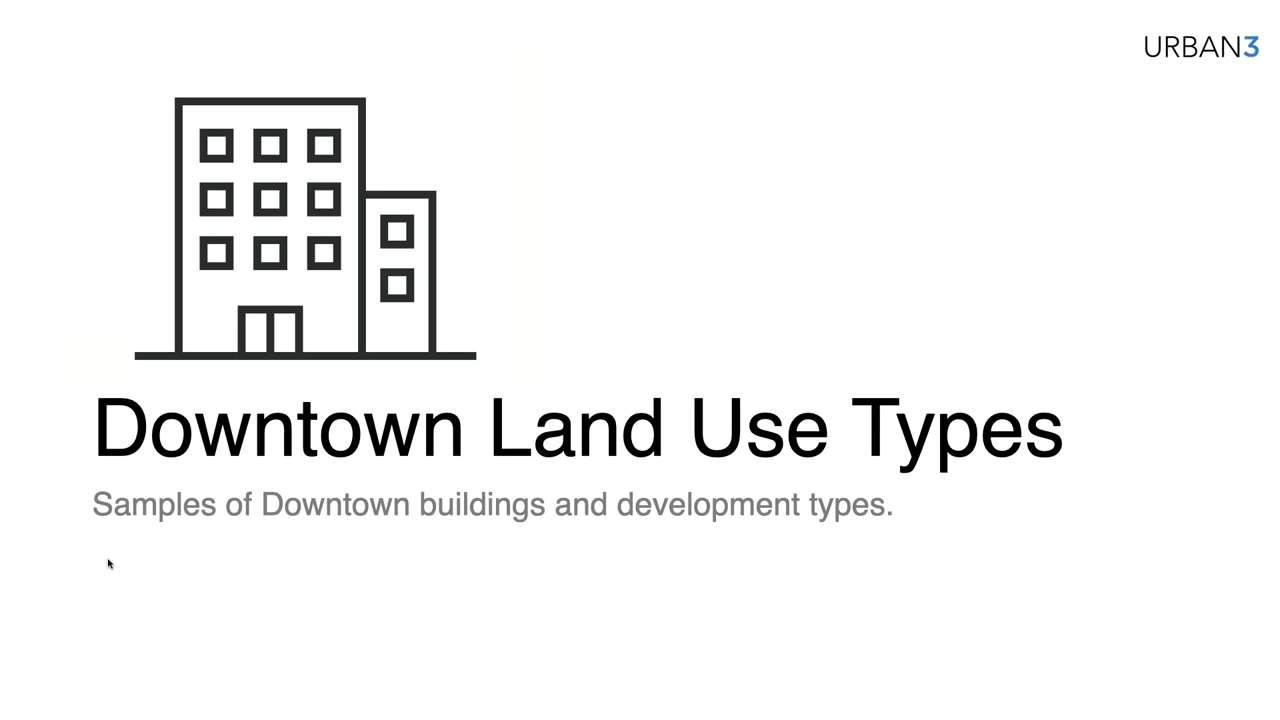 URBAN3
Downtown Land Use Types
Samples of Downtown buildings and development types.